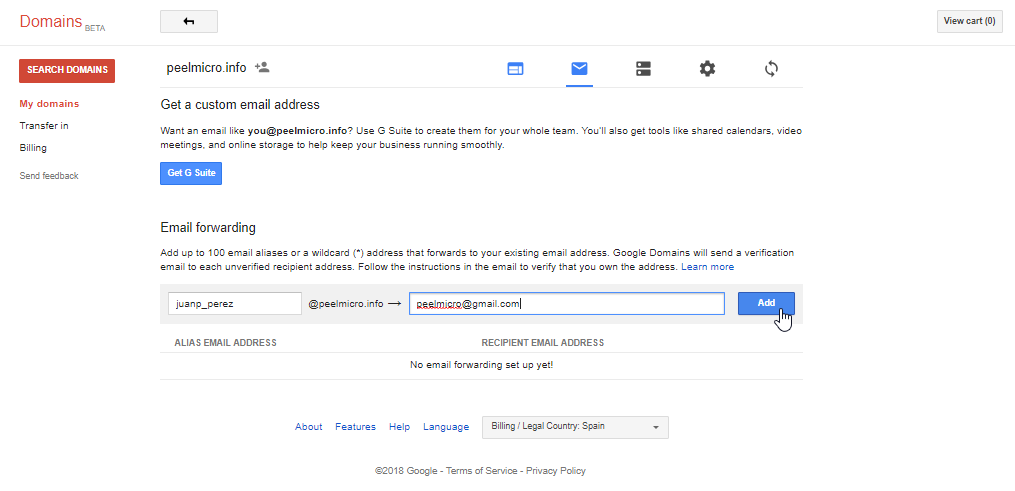 Domains BETA
View cart (0)
SEARCH DOMAINS
My domains
Transfer in
Billing
Send feedback
peelmicro.info
Get a custom email address
Want an email like you@peelmicro.info? Use G Suite to create them for your whole team. You'll also get tools like shared calendars, video
meetings, and online storage to help keep your business running smoothly.
Get G Suite
Email forwarding
Add up to 100 email aliases or a wildcard (*) address that forwards to your existing email address. Google Domains will send a verification
email to each unverified recipient address. Follow the instructions in the email to verify that you own the address. Learn more
juanp_perez @peelmicro.info → peelmicro@gmail.com Add
ALIAS EMAIL ADDRESS RECIPIENT EMAIL ADDRESS
No email forwarding set up yet!
About Features Help Language Billing / Legal Country: Spain
©2018 Google - Terms of Service - Privacy Policy